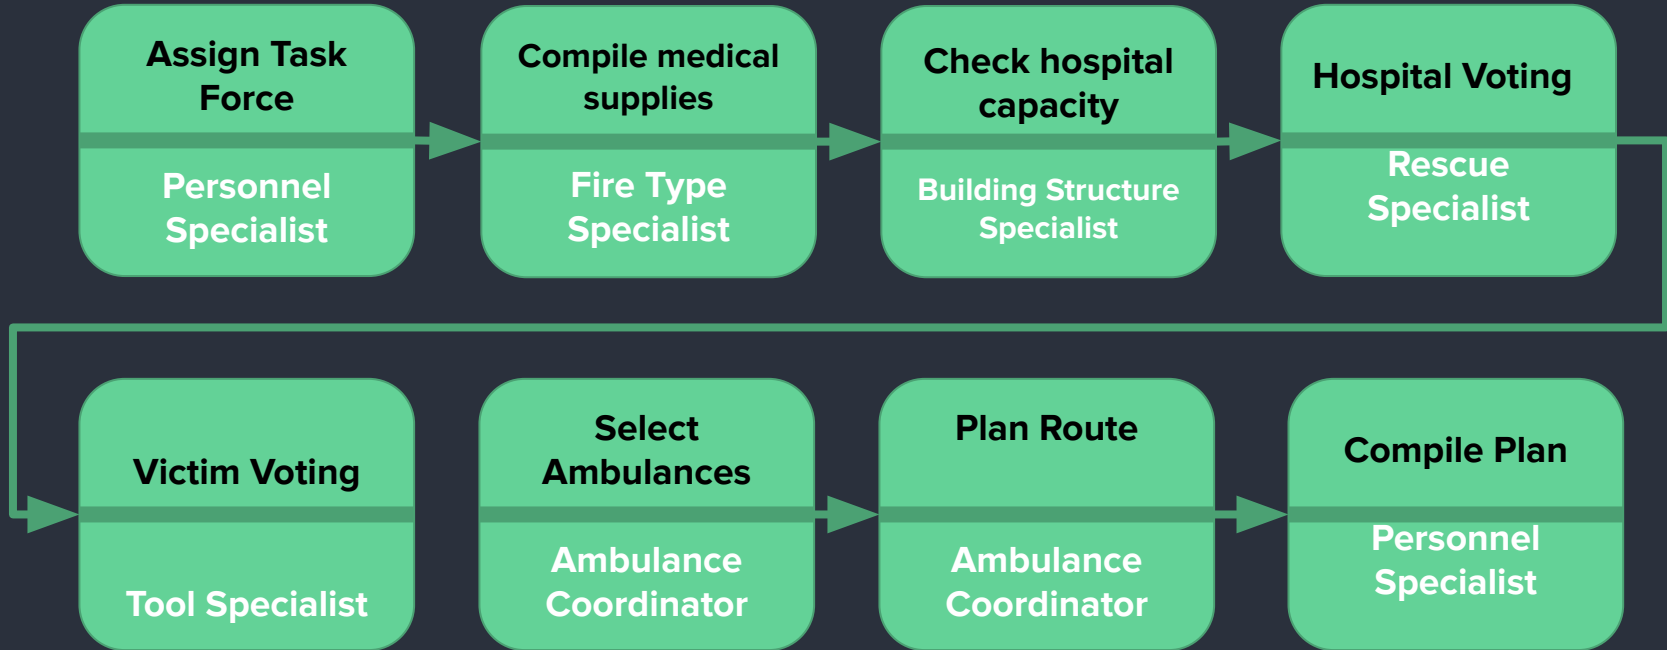 Assign Task
Force
Personnel
Specialist
Compile medical
supplies
Fire Type
Specialist
Check hospital
capacity
Building Structure
Specialist
Hospital Voting
Rescue
Specialist
Victim Voting
Tool Specialist
Select
Ambulances
Ambulance
Coordinator
Plan Route
Ambulance
Coordinator
Compile Plan
Personnel
Specialist